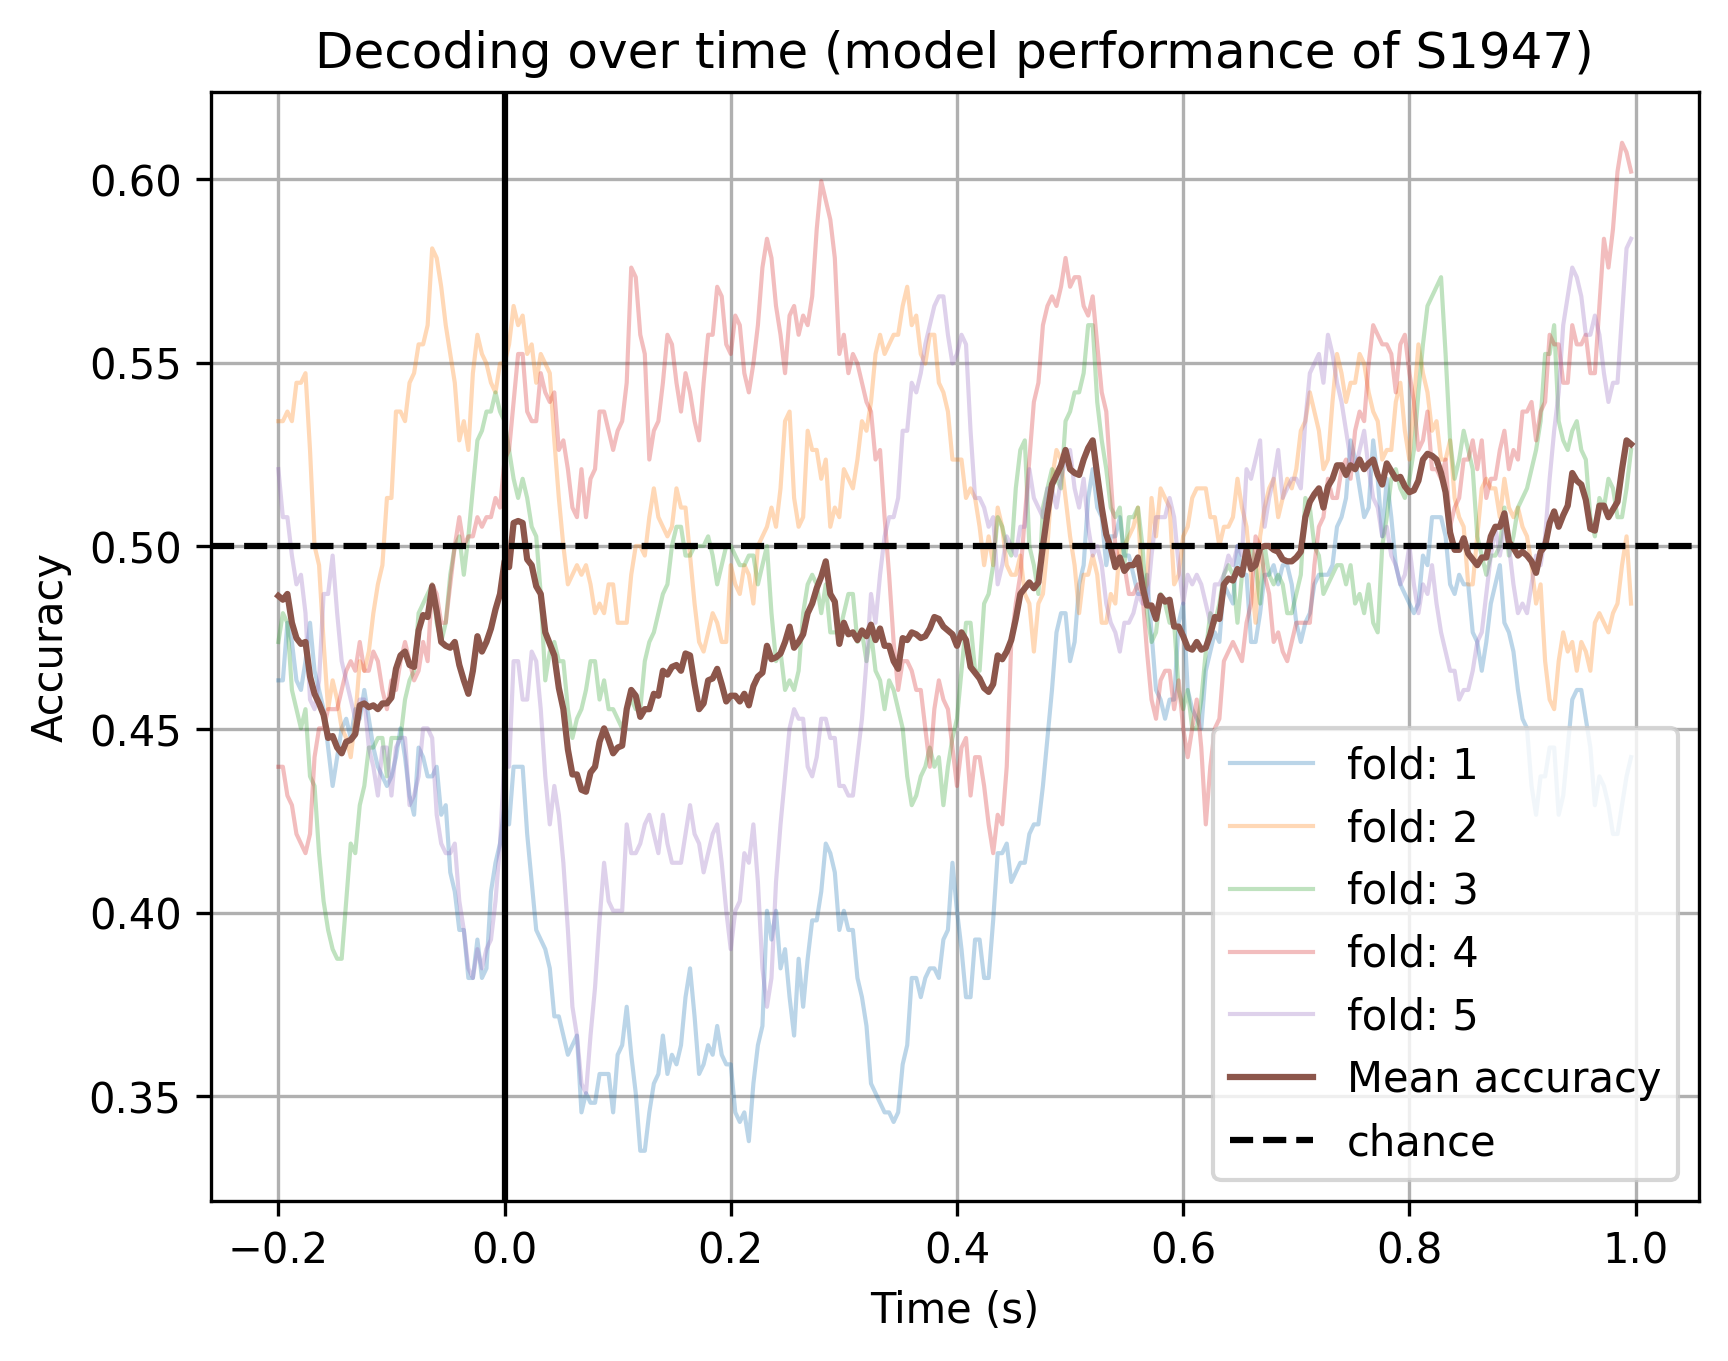 Decoding over time (model performance of S1947)
Accuracy
0.60
0.55
0.50
0.45
0.40
0.35
−0.2
0.0
0.2
0.4
0.6
0.8
1.0
Time (s)
fold: 1
fold: 2
fold: 3
fold: 4
fold: 5
Mean accuracy
chance